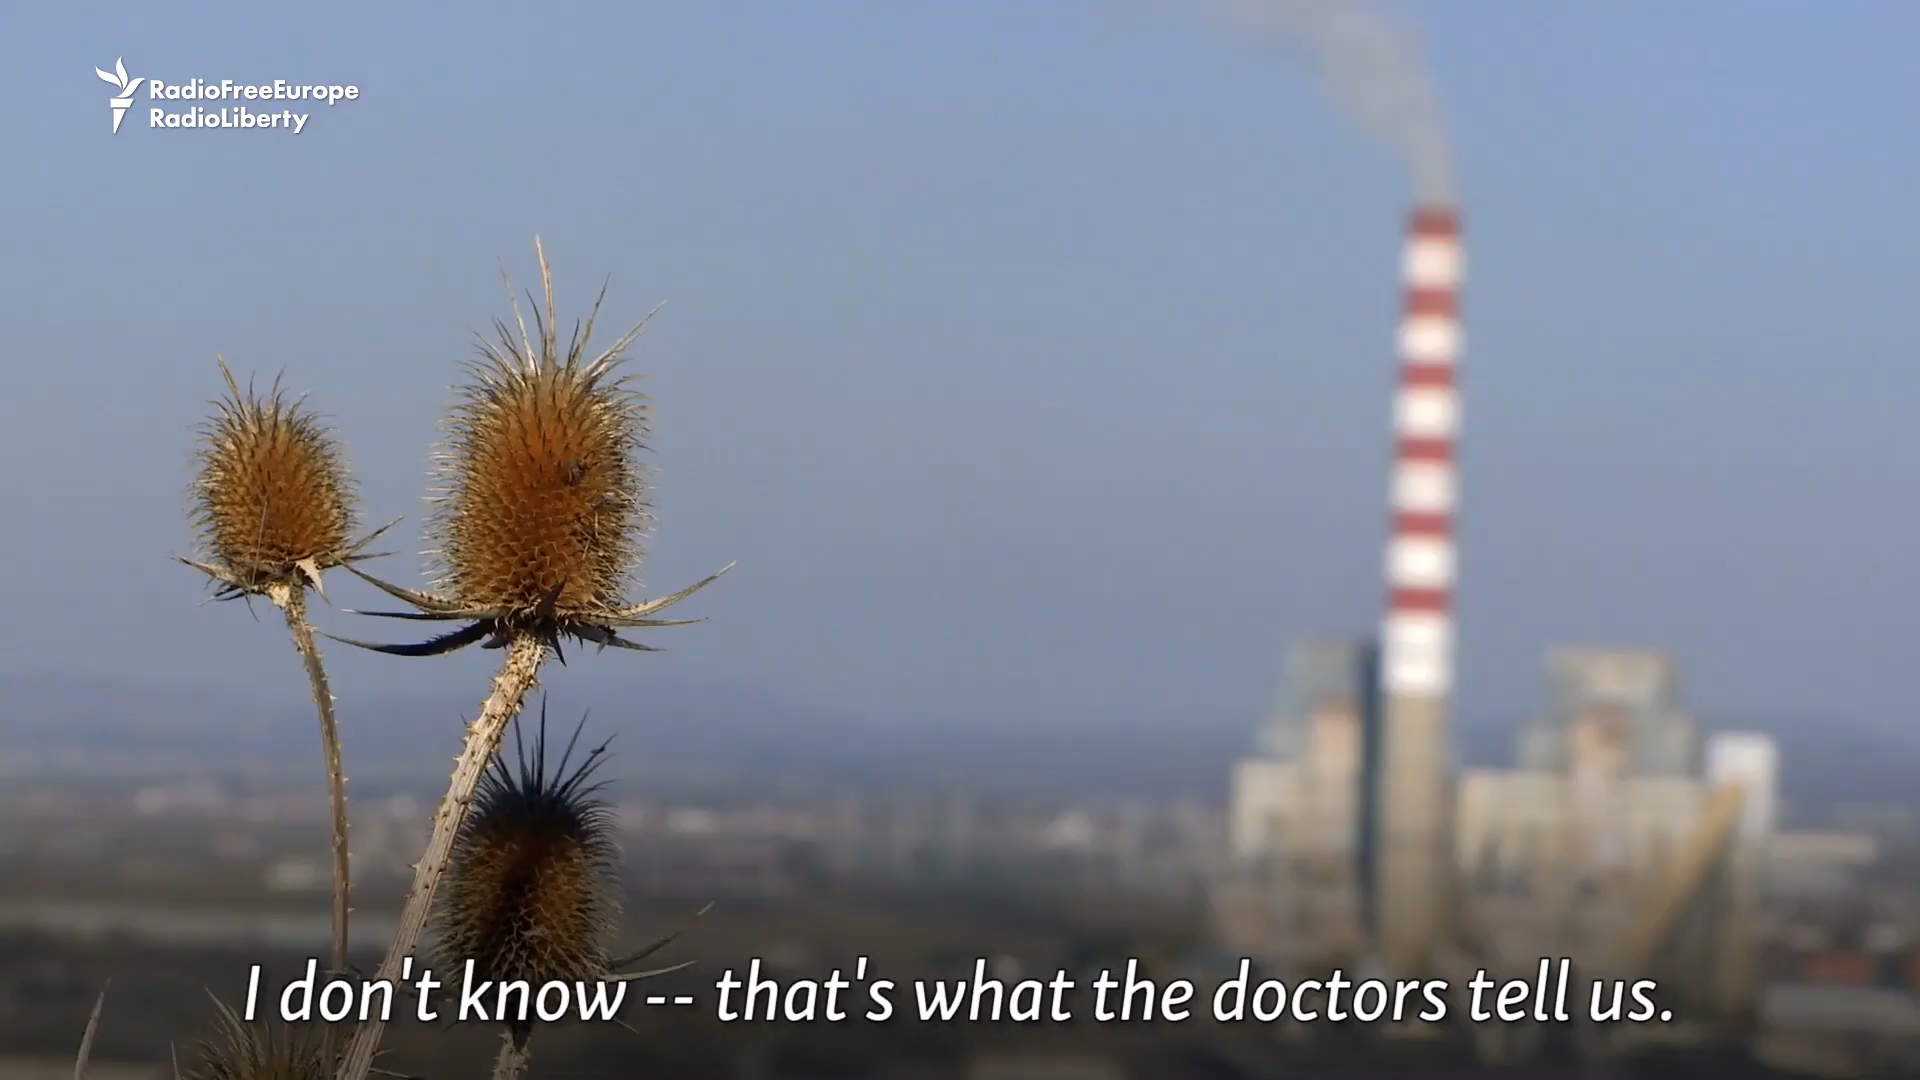 RadioFreeEurope
RadioLiberty
I don't know -- that's what the doctors tell us.